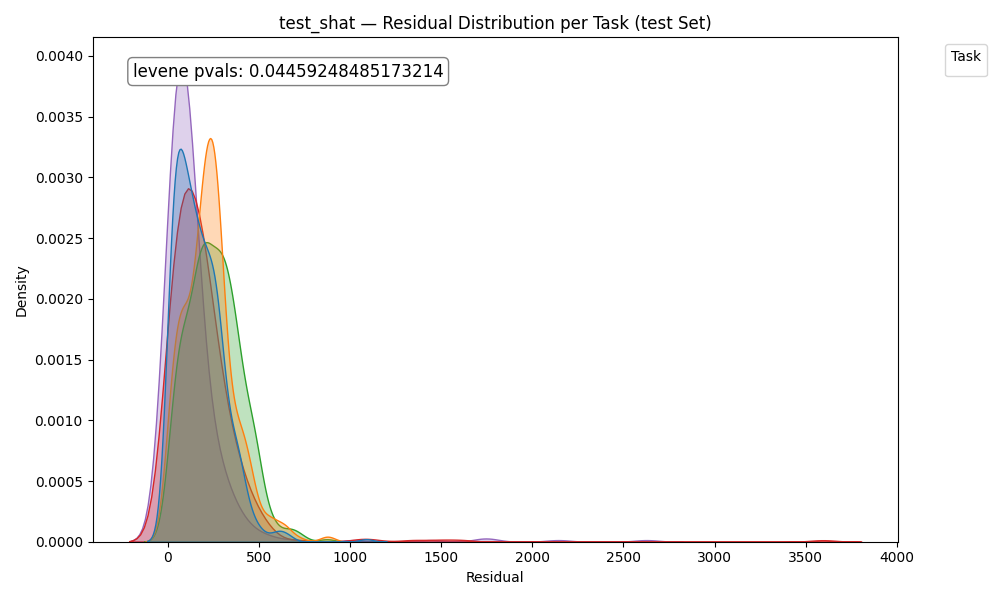 test_shat — Residual Distribution per Task (test Set)
levene pvals: 0.04459248485173214
Task
Density
0.0040
0.0035
0.0030
0.0025
0.0020
0.0015
0.0010
0.0005
0.0000
0 500 1000 1500 2000 2500 3000 3500 4000
Residual